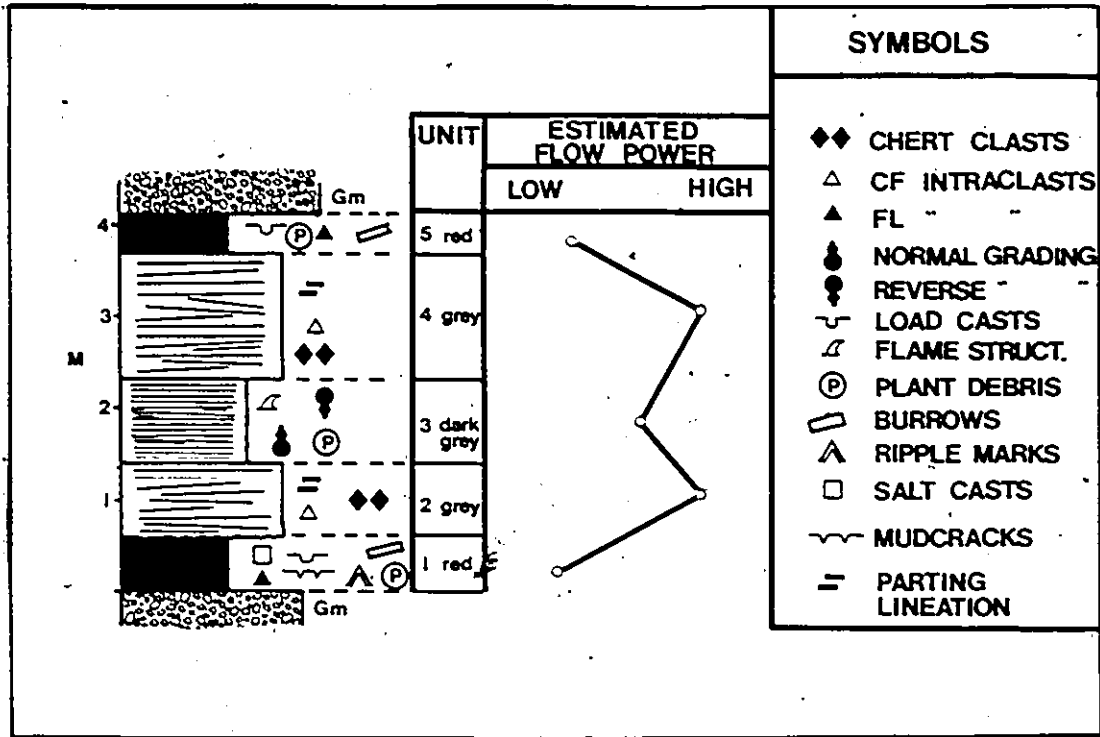 SYMBOLS
CHERT CLASTS
CF INTRACLASTS
FL " "
NORMAL GRADING
REVERSE " "
LOAD CASTS
FLAME STRUCT.
P PLANT DEBRIS
BURROWS
RIPPLE MARKS
SALT CASTS
MUDCRACKS
PARTING
LINEATION
UNIT
ESTIMATED
FLOW POWER
LOW HIGH
Gm
4
P
5 red
3
M
4 grey
2
P
3 dark
grey
1
2 grey
P
1 red
Gm